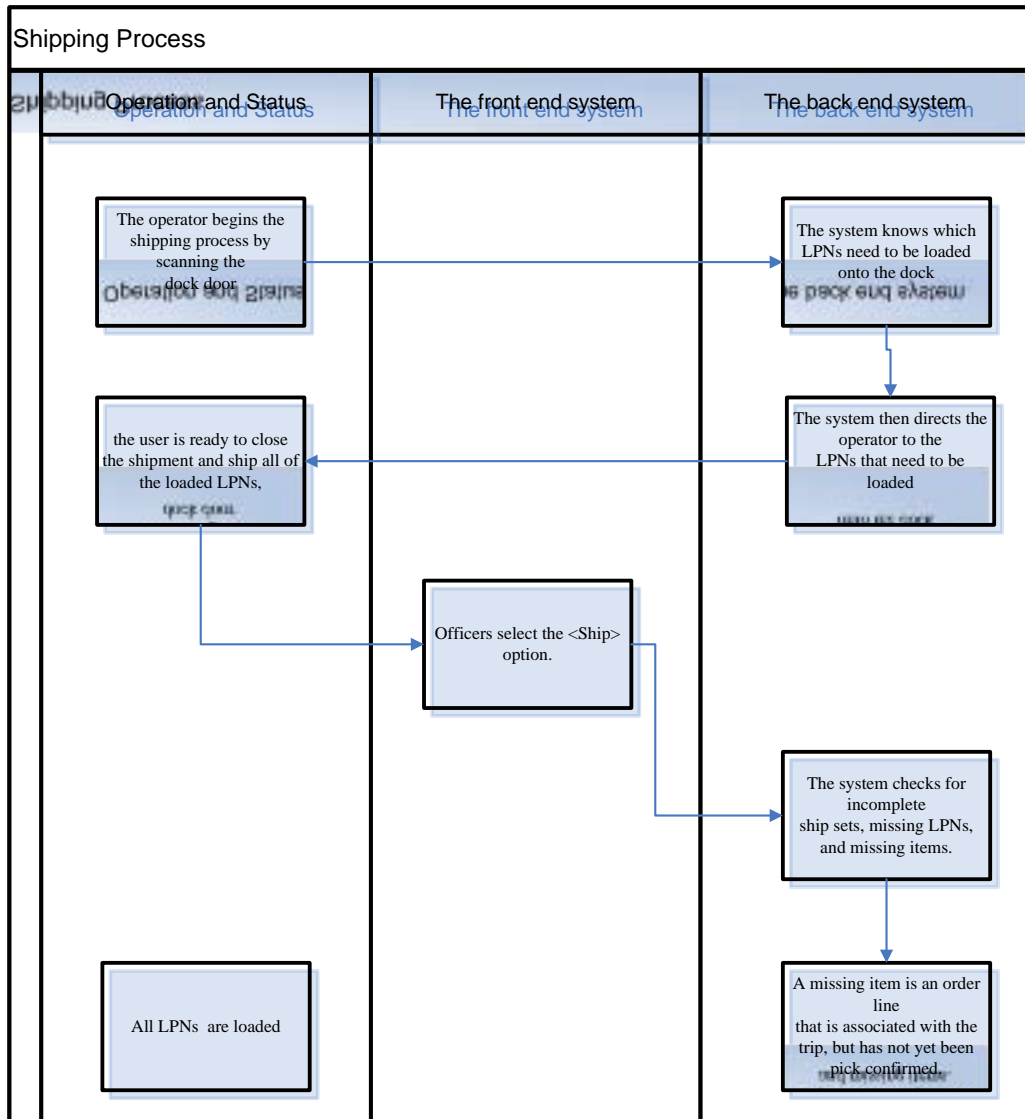 Shipping Process
Operation and Status
The front end system
The back end system
The operator begins the
shipping process by
scanning the
dock door
The system knows which
LPNs need to be loaded
onto the dock
the user is ready to close
the shipment and ship all of
the loaded LPNs,
The system then directs the
operator to the
LPNs that need to be
loaded
Officers select the <Ship>
option.
The system checks for
incomplete
ship sets, missing LPNs,
and missing items.
All LPNs  are loaded
A missing item is an order
line
that is associated with the
trip, but has not yet been
pick confirmed.